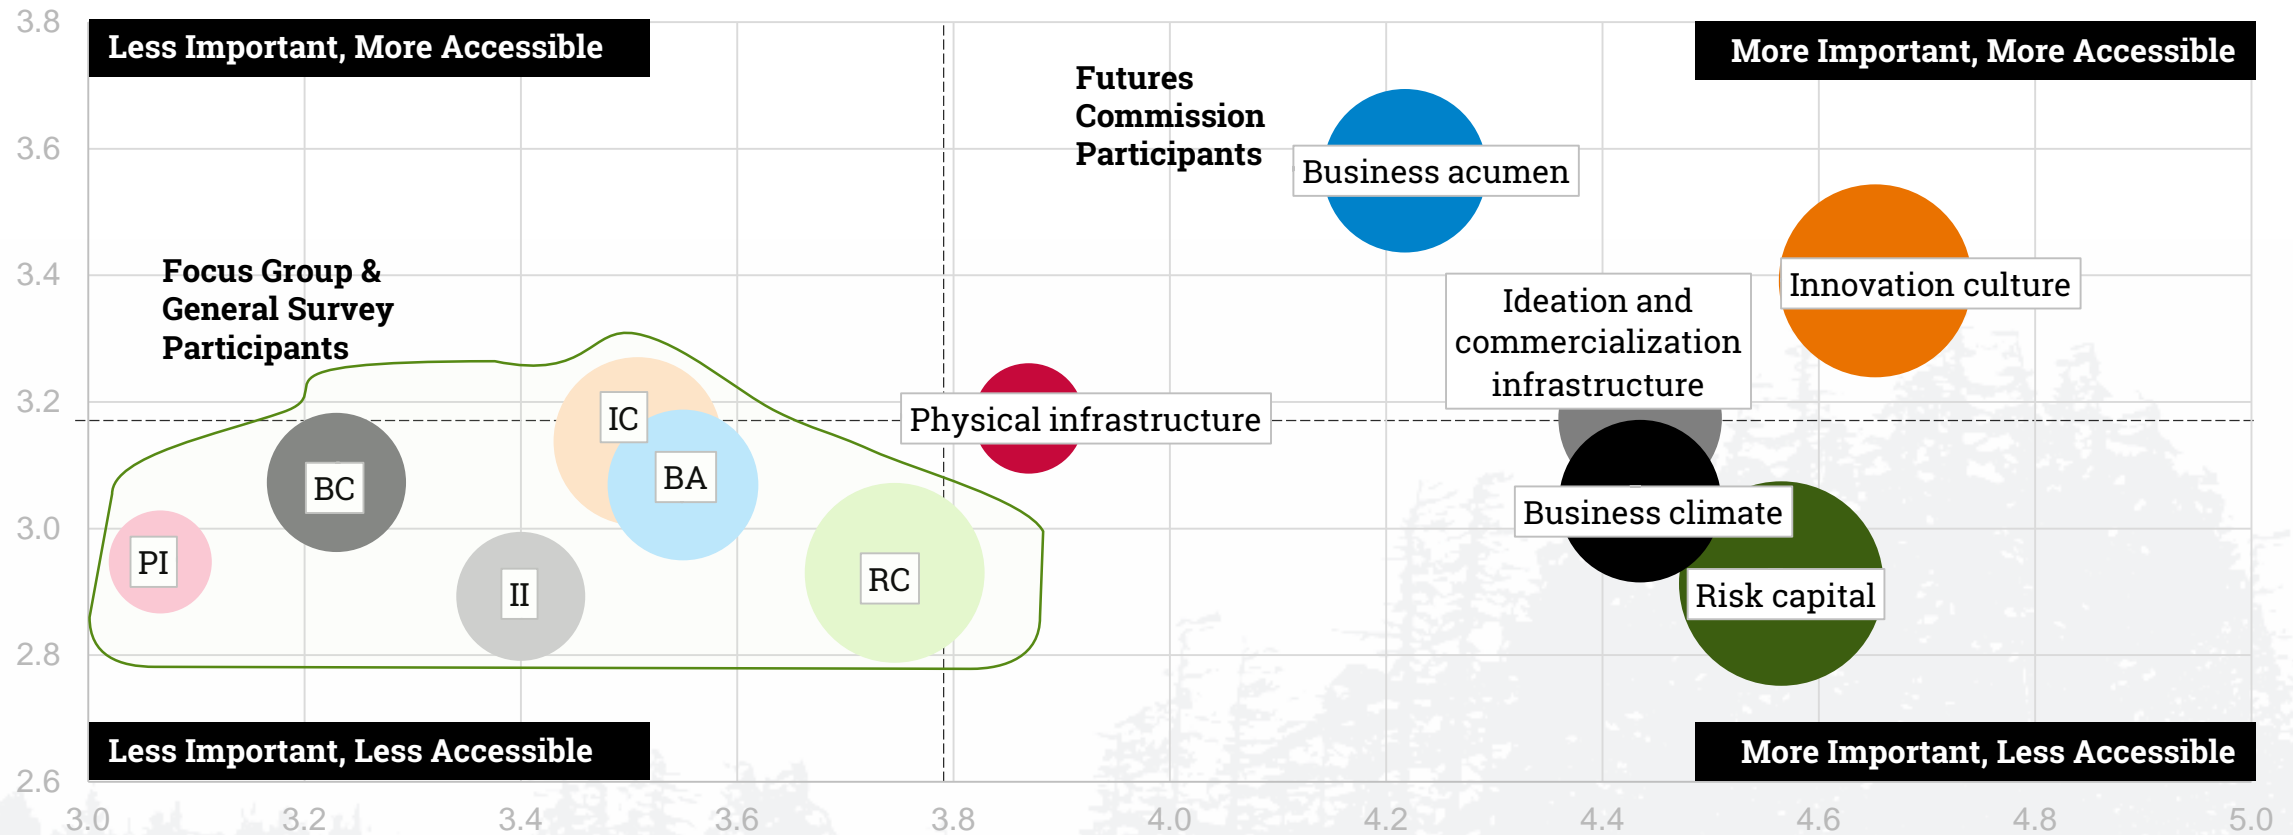 3.8
Less Important, More Accessible
More Important, More Accessible
Futures
Commission
Participants
3.6
Business acumen
3.4
Focus Group &
General Survey
Participants
Innovation culture
Ideation and
commercialization
infrastructure
3.2
IC
Physical infrastructure
BC
BA
3.0
Business climate
PI
II
RC
Risk capital
2.8
Less Important, Less Accessible
More Important, Less Accessible
2.6
3.0 3.2 3.4 3.6 3.8 4.0 4.2 4.4 4.6 4.8 5.0